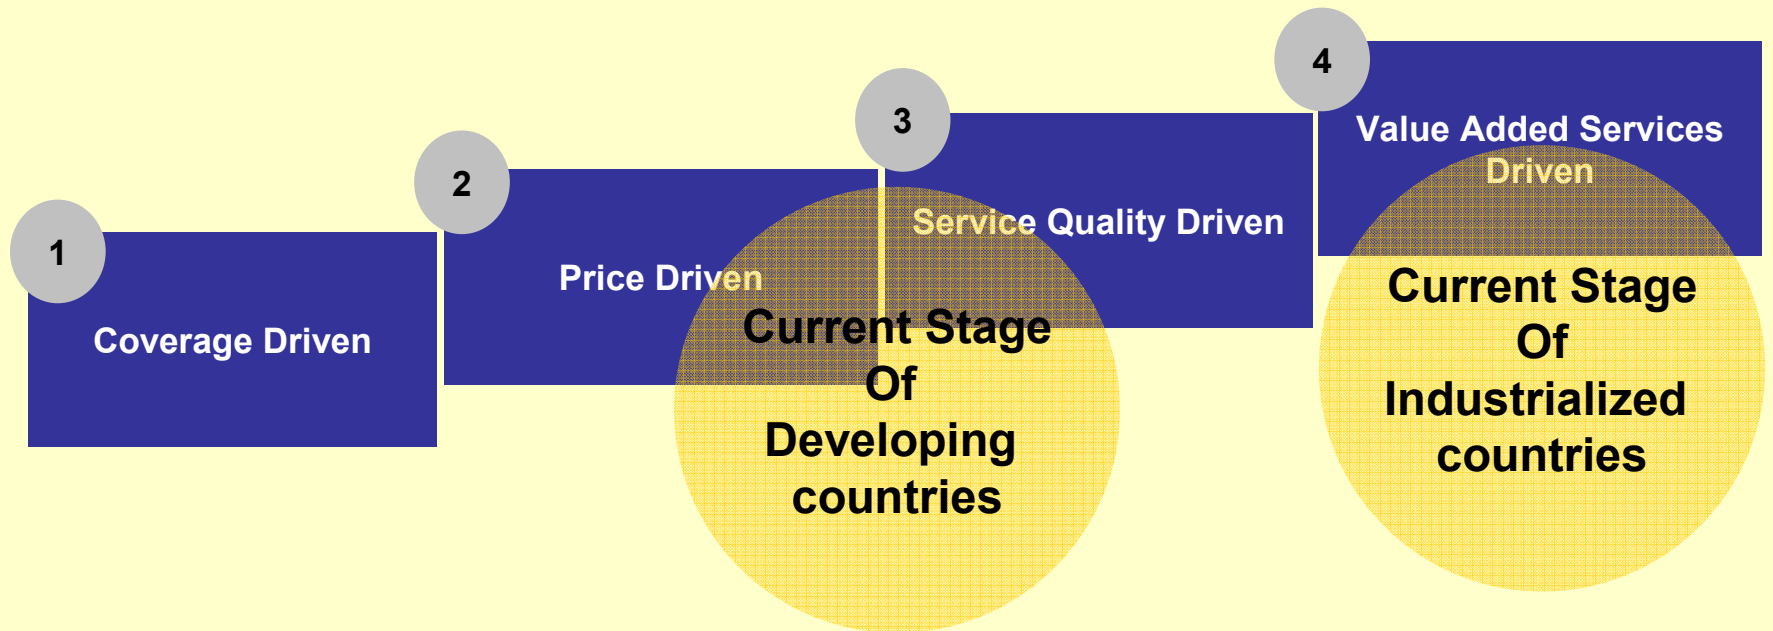 1
Coverage Driven
2
Price Driven
3
Service Quality Driven
4
Value Added Services
Driven
Current Stage
Of
Developing
countries
Current Stage
Of
Industrialized
countries